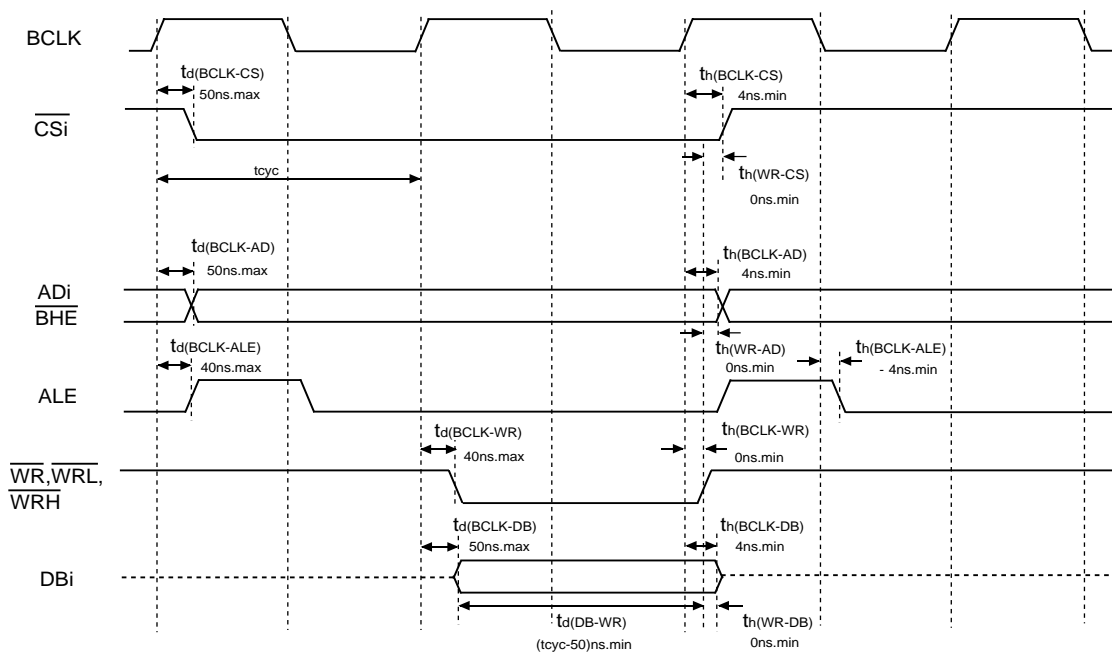 BCLK
td(BCLK-CS)
50ns.max
th(BCLK-CS)
4ns.min
CSi
tcyc
th(WR-CS)
0ns.min
td(BCLK-AD)
50ns.max
th(BCLK-AD)
4ns.min
ADi
BHE
td(BCLK-ALE)
40ns.max
th(WR-AD)
0ns.min
th(BCLK-ALE)
- 4ns.min
ALE
td(BCLK-WR)
40ns.max
th(BCLK-WR)
0ns.min
WR,WRL,
WRH
td(BCLK-DB)
50ns.max
th(BCLK-DB)
4ns.min
DBi
td(DB-WR)
(tcyc-50)ns.min
th(WR-DB)
0ns.min